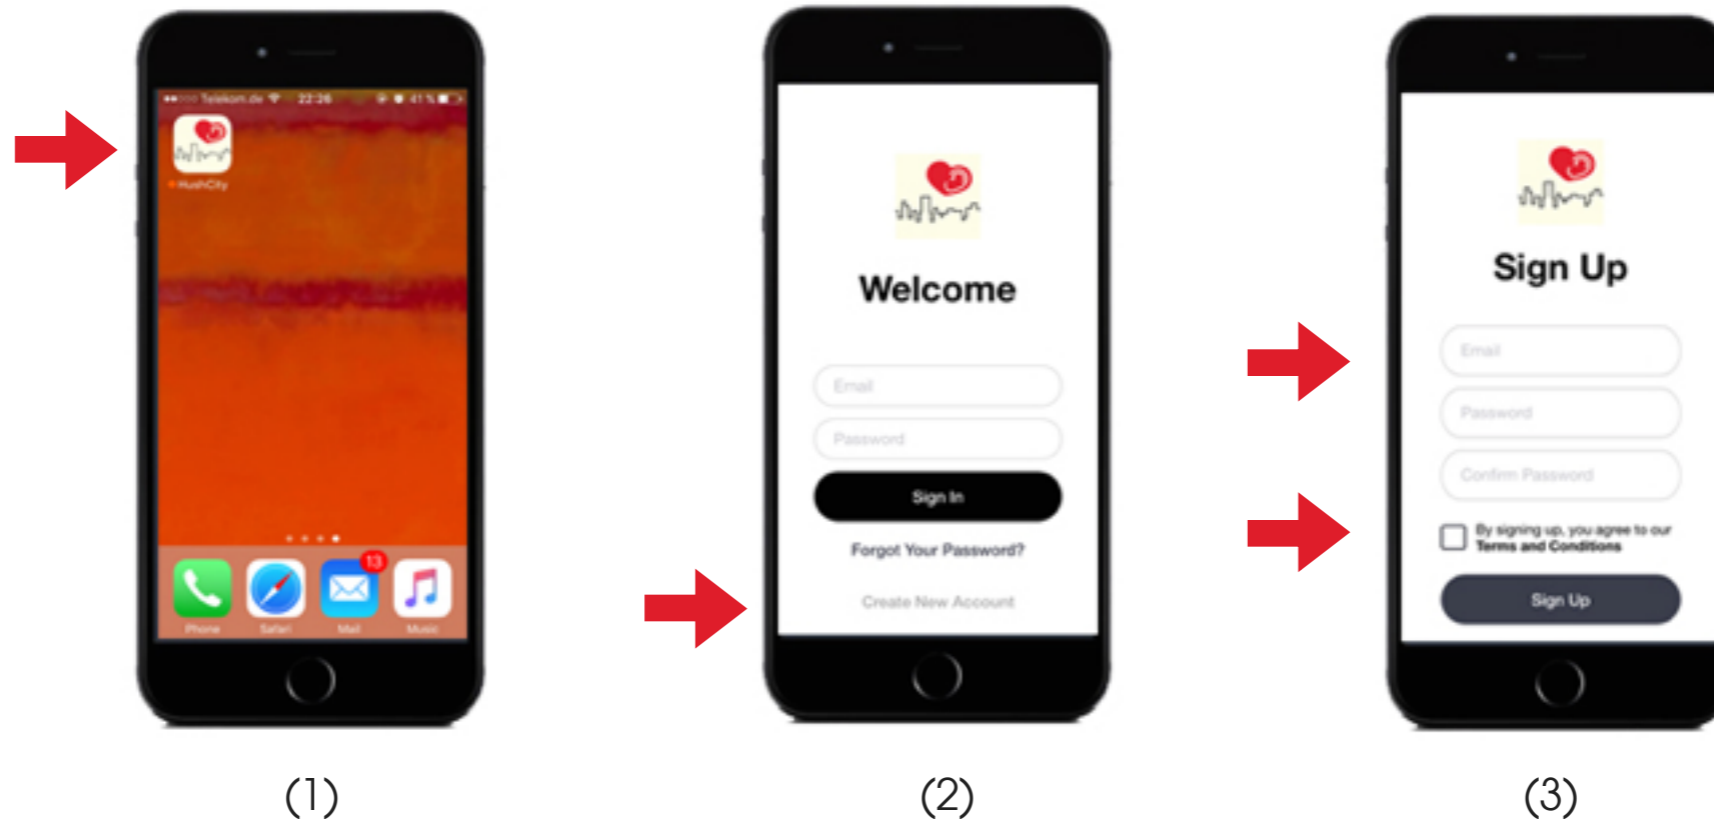 Telekom.de 22:26 41 %
HushCity
13
Phone Safari Mail Music
(1)
Welcome
Email
Password
Sign In
Forgot Your Password?
Create New Account
(2)
Sign Up
Email
Password
Confirm Password
By signing up, you agree to our
Terms and Conditions
Sign Up
(3)